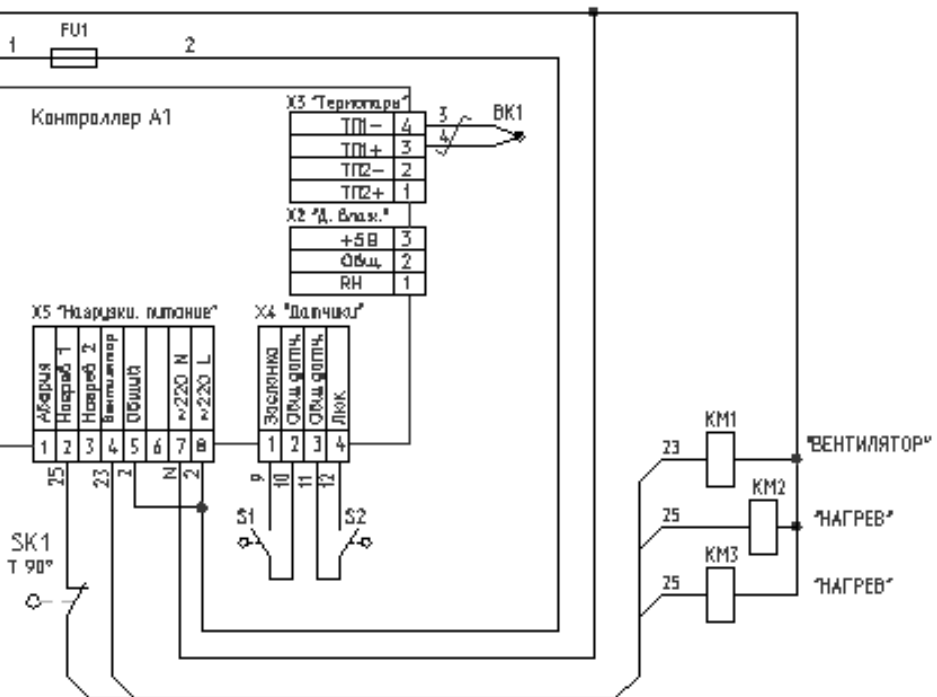 FU1
1
2
Контроллер А1
X3 "Термопара"
ТП1- 4
ТП1+ 3
ТП2- 2
ТП2+ 1
3
4
BK1
X2 "Д. влаж."
+5В 3
Общ. 2
RH 1
X5 "Нагрузки. питание"
Авария
Нагрев 1
Нагрев 2
Вентилятор
Общий
~220 N
~220 L
1 2 3 4 5 6 7 8
25
23
2
N
2
X4 "Датчики"
Заслонка
Общ. датч.
Общ. датч.
Люк
1 2 3 4
9
10
11
12
S1
S2
SK1
T 90°
KM1
23
"ВЕНТИЛЯТОР"
KM2
25
"НАГРЕВ"
KM3
25
"НАГРЕВ"